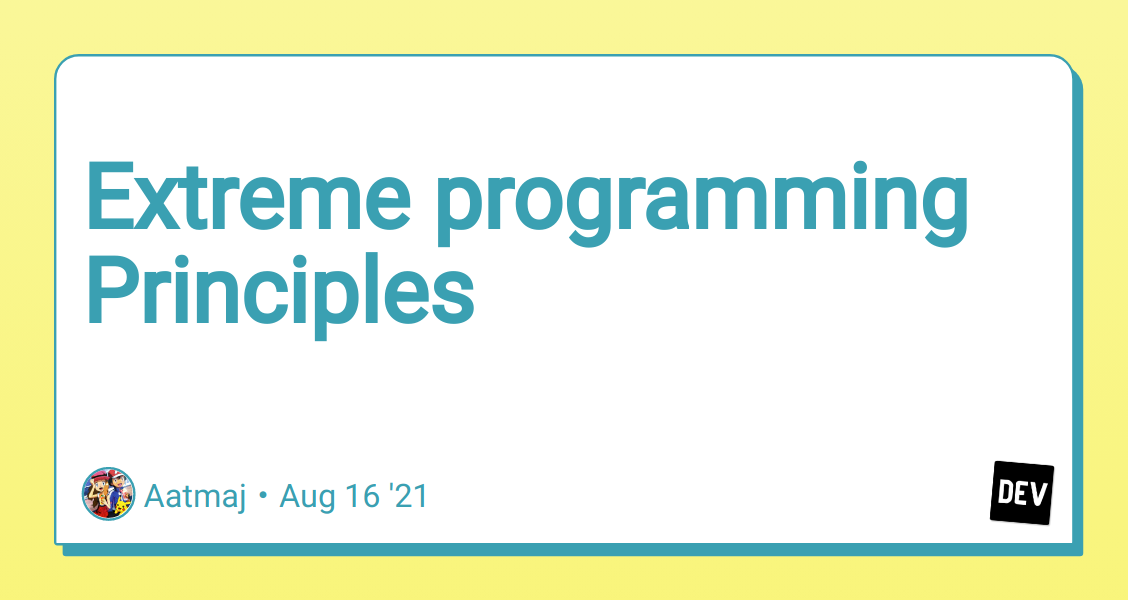 Extreme programming
Principles
Aatmaj • Aug 16 '21
DEV